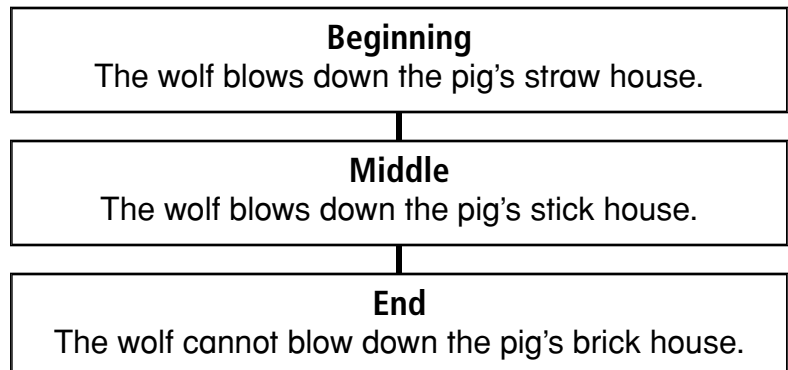 Beginning
The wolf blows down the pig’s straw house.
Middle
The wolf blows down the pig’s stick house.
End
The wolf cannot blow down the pig’s brick house.